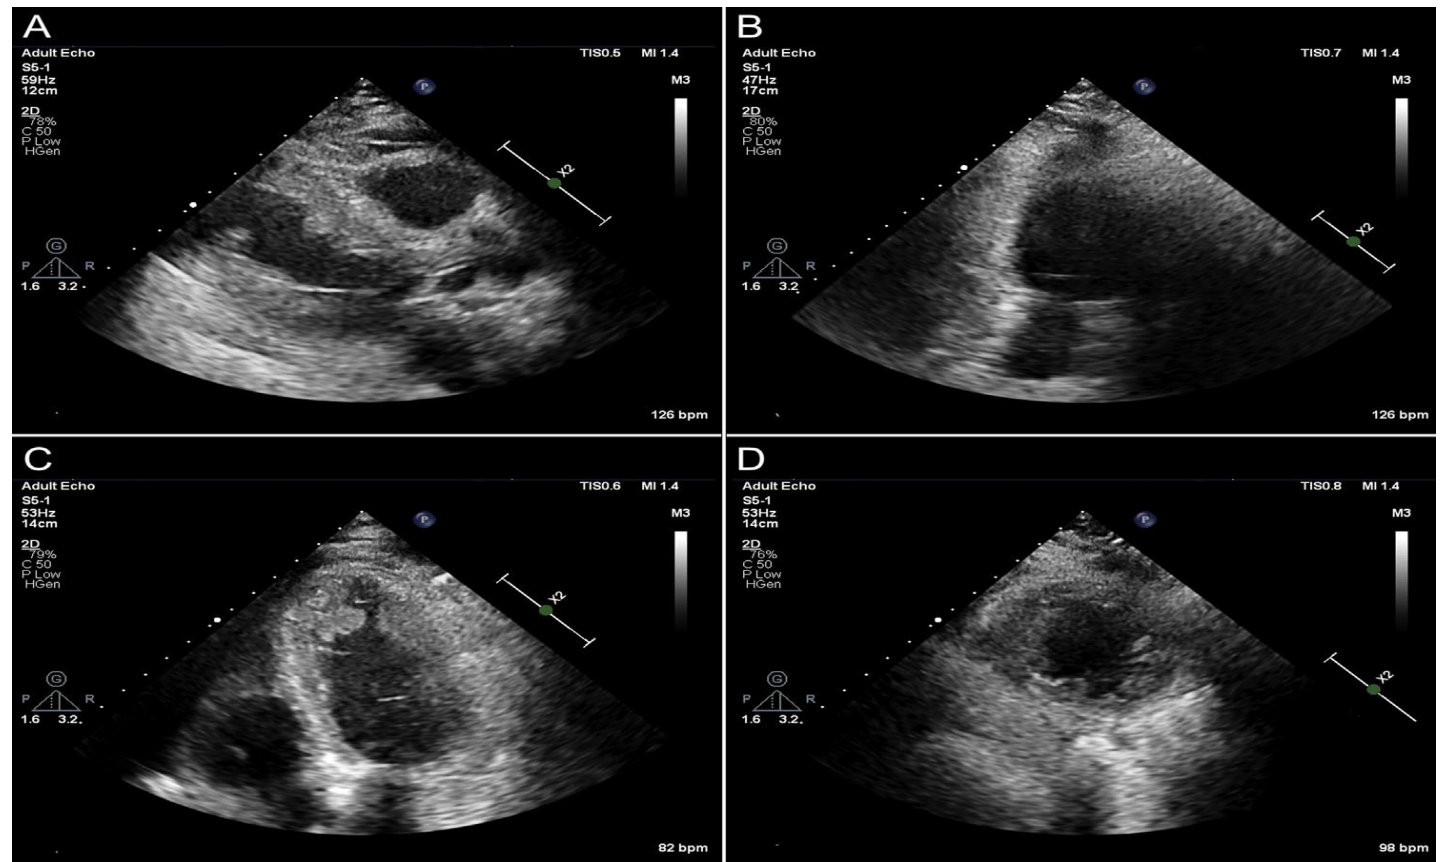 A
Adult Echo
TIS0.5 MI 1.4
S5-1
59Hz
12cm
M3
2D
78%
C 50
P Low
HGen
P
X2
G
P R
1.6 3.2
126 bpm
B
Adult Echo
TIS0.7 MI 1.4
S5-1
47Hz
17cm
M3
2D
80%
C 50
P Low
HGen
P
X2
G
P R
1.6 3.2
126 bpm
C
Adult Echo
TIS0.6 MI 1.4
S5-1
53Hz
14cm
M3
2D
79%
C 50
P Low
HGen
P
X2
G
P R
1.6 3.2
82 bpm
D
Adult Echo
TIS0.8 MI 1.4
S5-1
53Hz
14cm
M3
2D
76%
C 50
P Low
HGen
P
X2
G
P R
1.6 3.2
98 bpm